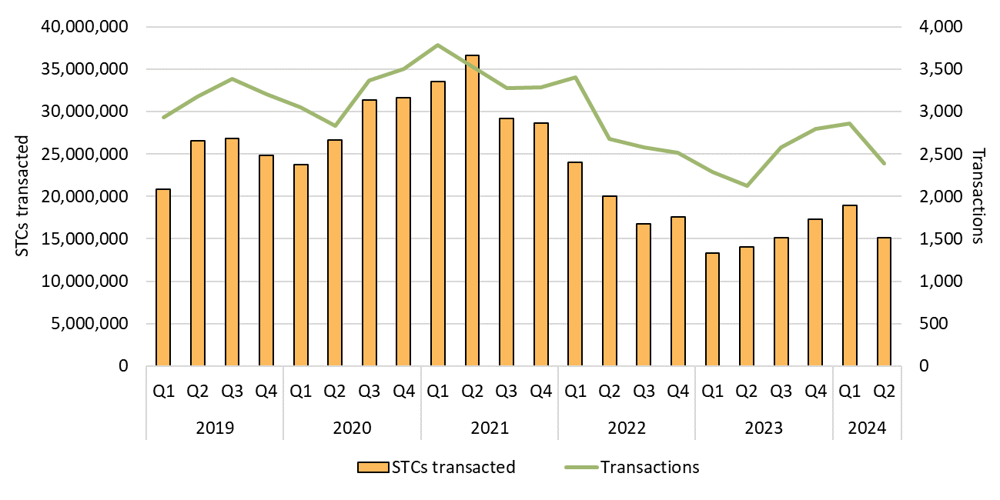 40,000,000 4,000
35,000,000 3,500
30,000,000 3,000
25,000,000 2,500
20,000,000 2,000
15,000,000 1,500
10,000,000 1,000
5,000,000 500
0 0
STCs transacted
Transactions
Q1 Q2 Q3 Q4 Q1 Q2 Q3 Q4 Q1 Q2 Q3 Q4 Q1 Q2 Q3 Q4 Q1 Q2 Q3 Q4 Q1 Q2
2019 2020 2021 2022 2023 2024
STCs transacted Transactions